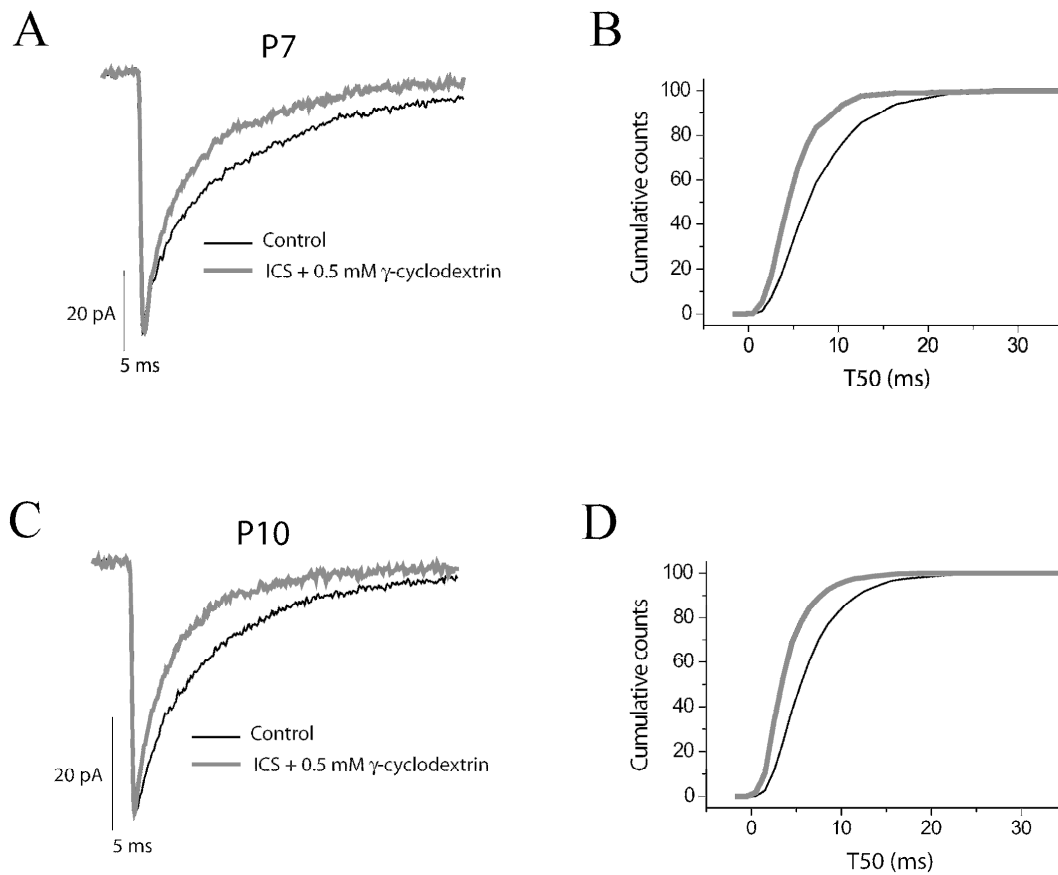 A
P7
Control
ICS + 0.5 mM γ-cyclodextrin
20 pA
5 ms
B
Cumulative counts
100
80
60
40
20
0
0 10 20 30
T50 (ms)
C
P10
Control
ICS + 0.5 mM γ-cyclodextrin
20 pA
5 ms
D
Cumulative counts
100
80
60
40
20
0
0 10 20 30
T50 (ms)